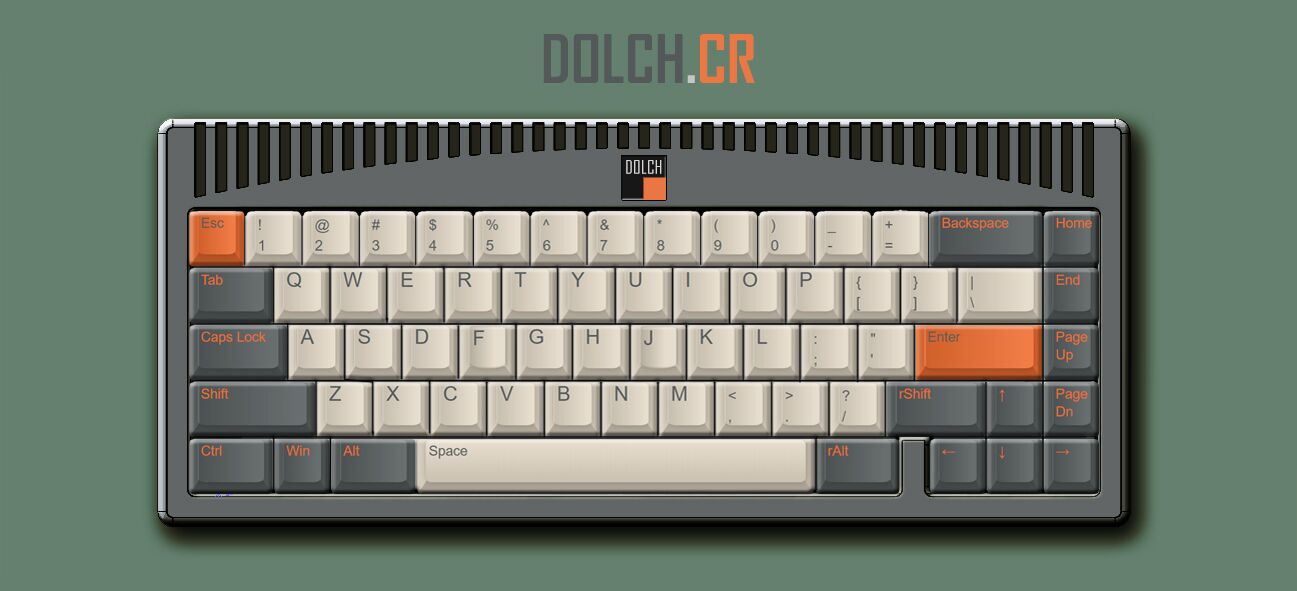 DOLCH.CR
DOLCH
Esc ! 1 @ 2 # 3 $ 4 % 5 ^ 6 & 7 * 8 ( 9 ) 0 _ - + = Backspace Home
Tab Q W E R T Y U I O P { [ } ] | \ End
Caps Lock A S D F G H J K L : ; " ' Enter Page Up
Shift Z X C V B N M < , > . ? / rShift ↑ Page Dn
Ctrl Win Alt Space rAlt ← ↓ →